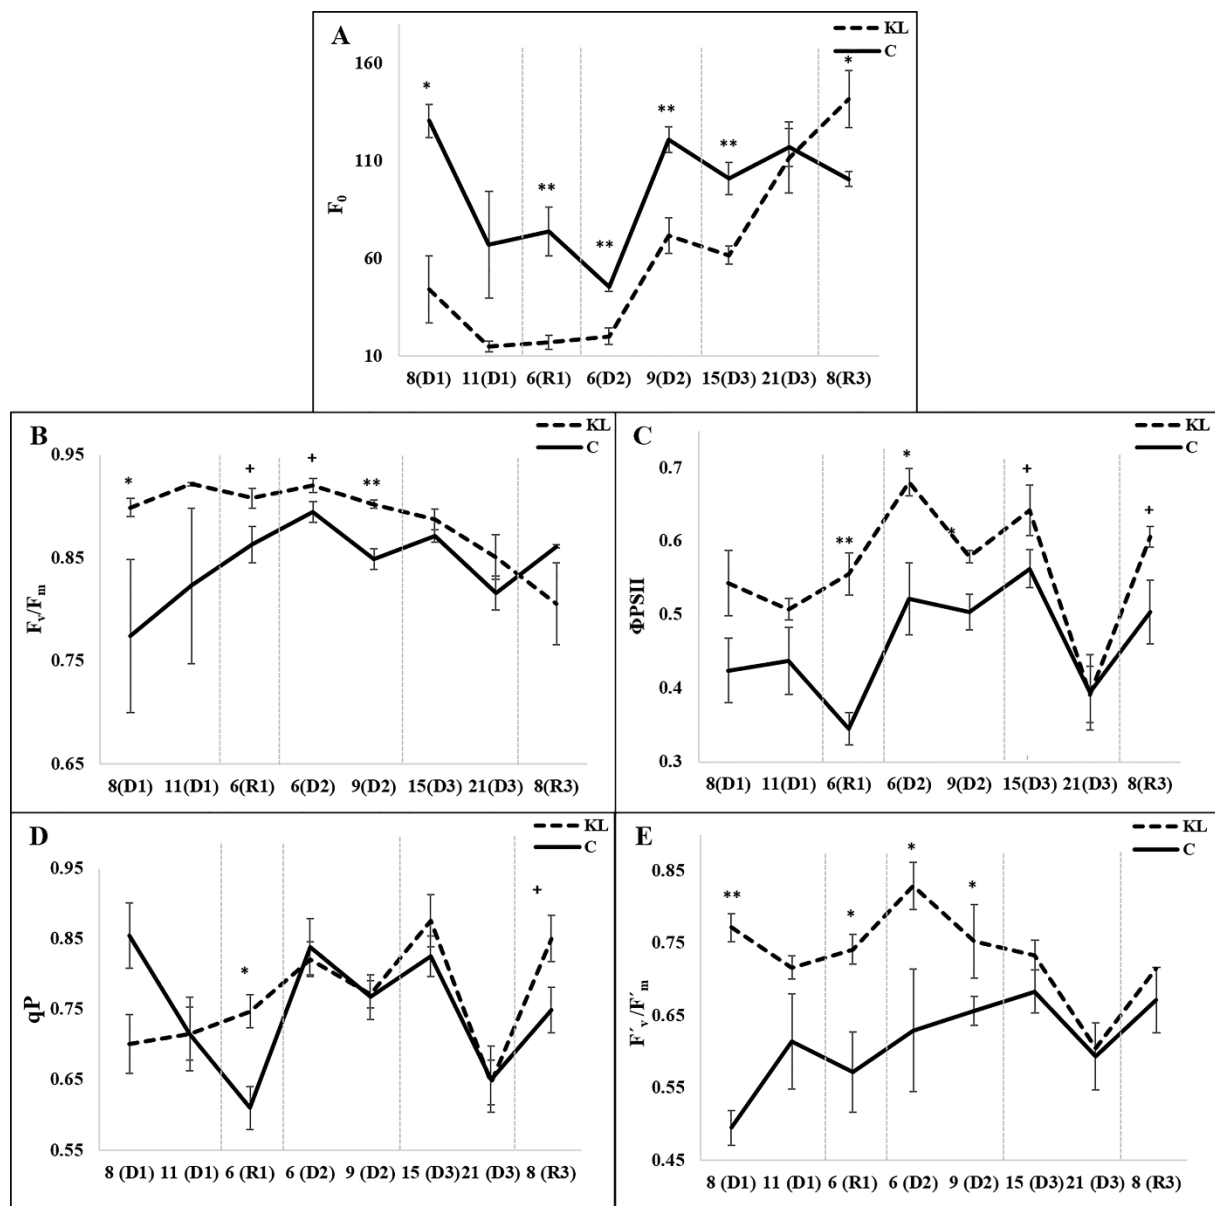 A
KL
C
160
110
60
10
F0
*
**
**
**
**
*
8(D1) 11(D1) 6(R1) 6(D2) 9(D2) 15(D3) 21(D3) 8(R3)
B
KL
C
0.95
0.85
0.75
0.65
Fv/Fm
*
+
+
**
8(D1) 11(D1) 6(R1) 6(D2) 9(D2) 15(D3) 21(D3) 8(R3)
C
KL
C
0.7
0.6
0.5
0.4
0.3
ΦPSII
**
*
*
+
+
8(D1) 11(D1) 6(R1) 6(D2) 9(D2) 15(D3) 21(D3) 8(R3)
D
KL
C
0.95
0.85
0.75
0.65
0.55
qP
*
+
8 (D1) 11 (D1) 6 (R1) 6 (D2) 9 (D2) 15 (D3) 21 (D3) 8 (R3)
E
KL
C
0.85
0.75
0.65
0.55
0.45
F´v/F´m
**
*
*
*
8 (D1) 11 (D1) 6 (R1) 6 (D2) 9 (D2) 15 (D3) 21 (D3) 8 (R3)